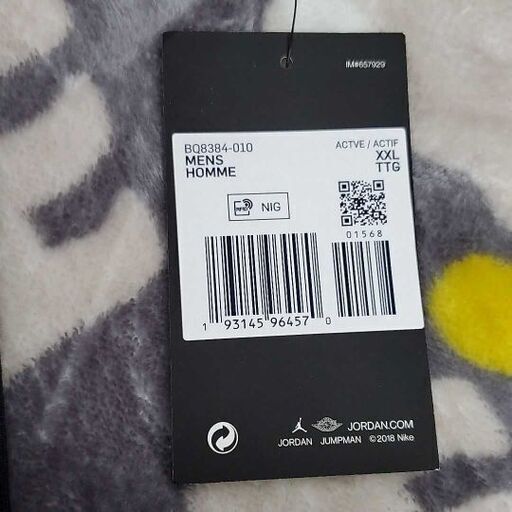 IM#657929
BQ8384-010 ACTVE / ACTIF
MENS XXL
HOMME TTG
RFID NIG
01568
1 93145 96457 0
JORDAN.COM
JORDAN JUMPMAN ©2018 Nike